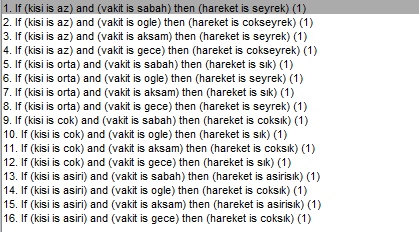 1. If (kisi is az) and (vakit is sabah) then (hareket is seyrek) (1)
2. If (kisi is az) and (vakit is ogle) then (hareket is cokseyrek) (1)
3. If (kisi is az) and (vakit is aksam) then (hareket is seyrek) (1)
4. If (kisi is az) and (vakit is gece) then (hareket is cokseyrek) (1)
5. If (kisi is orta) and (vakit is sabah) then (hareket is sık) (1)
6. If (kisi is orta) and (vakit is ogle) then (hareket is seyrek) (1)
7. If (kisi is orta) and (vakit is aksam) then (hareket is sık) (1)
8. If (kisi is orta) and (vakit is gece) then (hareket is seyrek) (1)
9. If (kisi is cok) and (vakit is sabah) then (hareket is coksık) (1)
10. If (kisi is cok) and (vakit is ogle) then (hareket is sık) (1)
11. If (kisi is cok) and (vakit is aksam) then (hareket is coksık) (1)
12. If (kisi is cok) and (vakit is gece) then (hareket is sık) (1)
13. If (kisi is asiri) and (vakit is sabah) then (hareket is asirisık) (1)
14. If (kisi is asiri) and (vakit is ogle) then (hareket is coksık) (1)
15. If (kisi is asiri) and (vakit is aksam) then (hareket is asirisık) (1)
16. If (kisi is asiri) and (vakit is gece) then (hareket is coksık) (1)